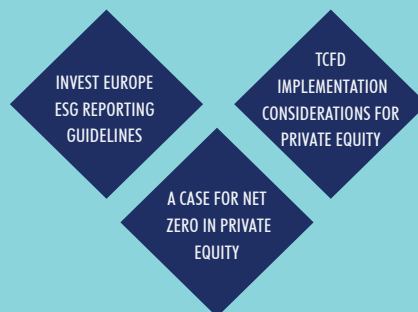 INVEST EUROPE
ESG REPORTING
GUIDELINES
TCFD
IMPLEMENTATION
CONSIDERATIONS FOR
PRIVATE EQUITY
A CASE FOR NET
ZERO IN PRIVATE
EQUITY